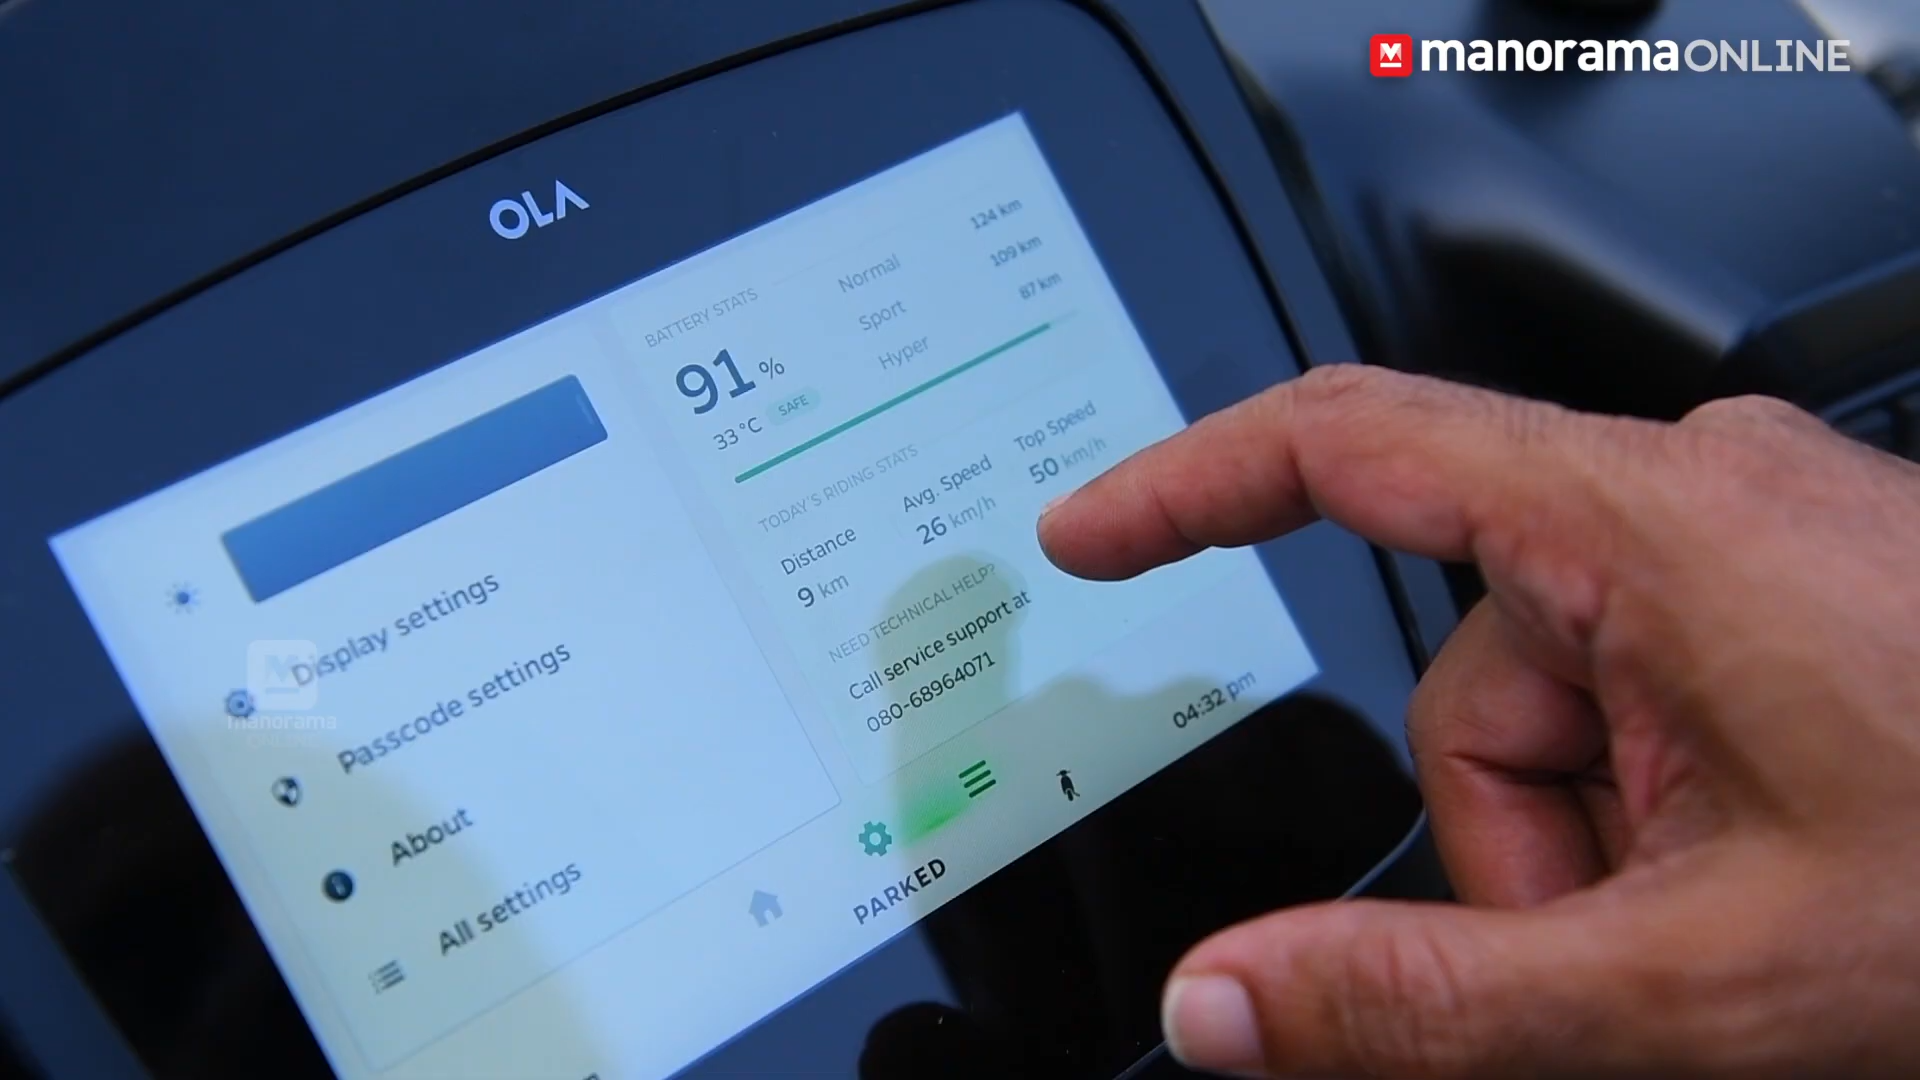 manoramaONLINE
OLA
Display settings
Passcode settings
About
All settings
BATTERY STATS
91 %
33°C SAFE
Normal 124 km
Sport 109 km
Hyper 87 km
TODAY'S RIDING STATS
Distance Avg. Speed Top Speed
9 km 26 km/h 50 km/h
NEED TECHNICAL HELP?
Call service support at
080-68964071
PARKED
04:32 pm
manorama
ONLINE